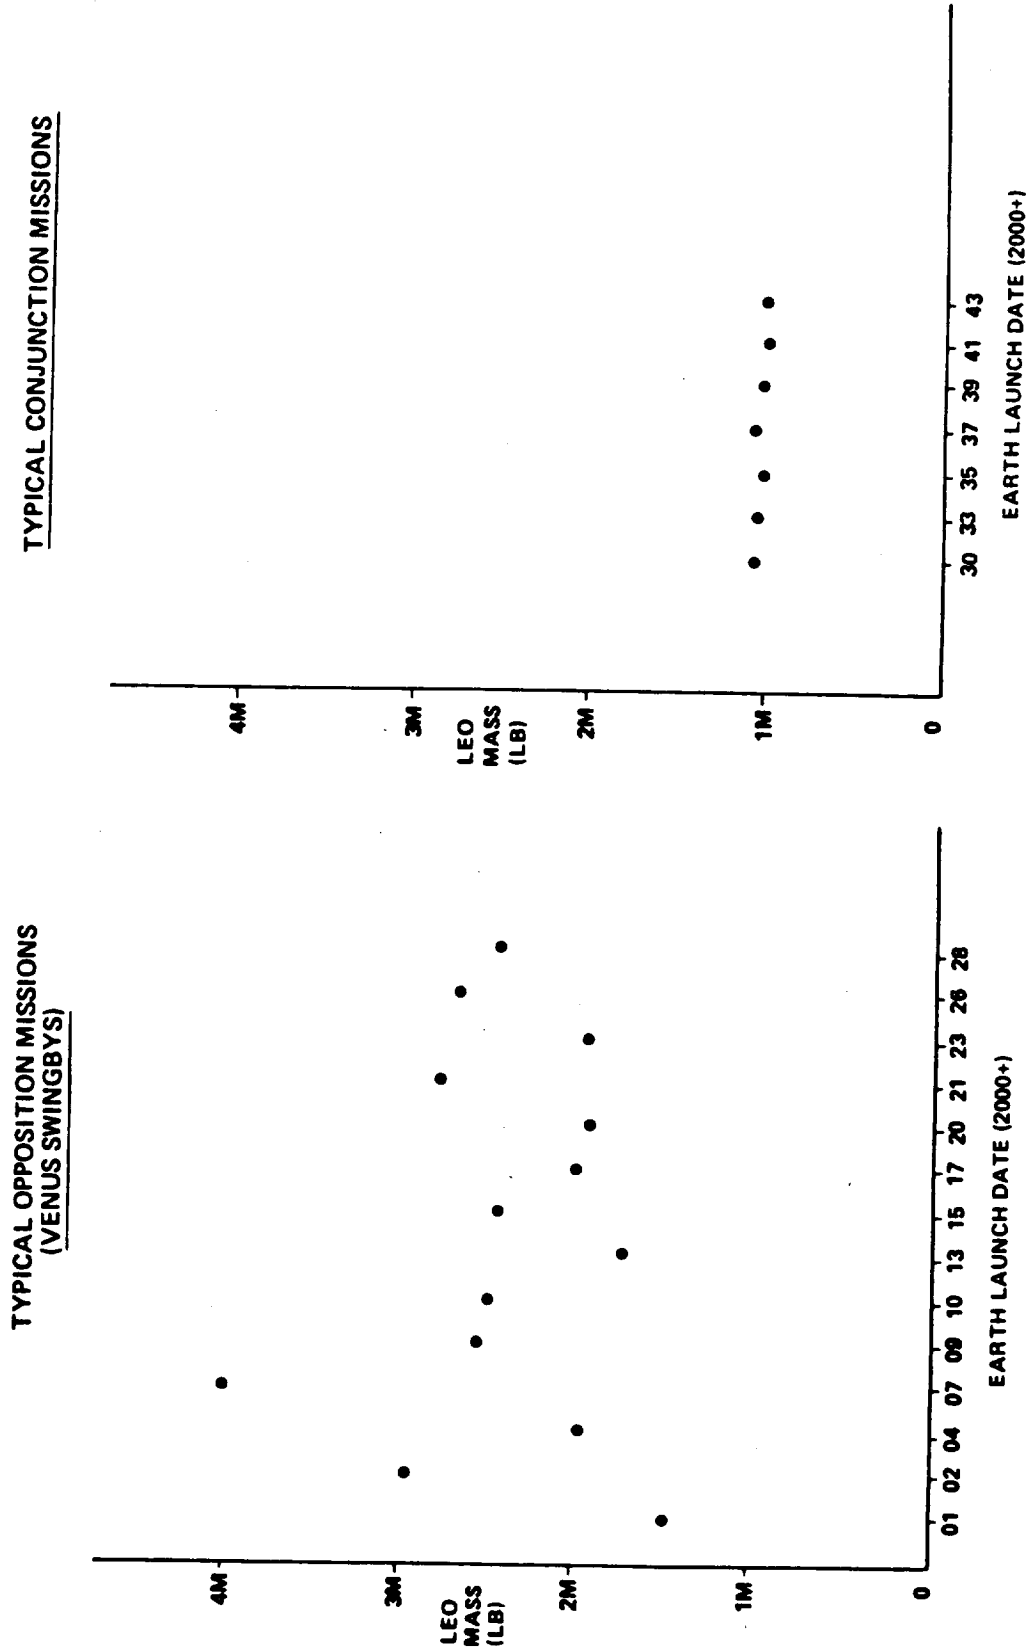 TYPICAL OPPOSITION MISSIONS
(VENUS SWINGBYS)
4M
3M
LEO
MASS
(LB)
2M
1M
0
01 02 04 07 09 10 13 15 17 20 21 23 26 28
EARTH LAUNCH DATE (2000+)
TYPICAL CONJUNCTION MISSIONS
4M
3M
LEO
MASS
(LB)
2M
1M
0
30 33 35 37 39 41 43
EARTH LAUNCH DATE (2000+)